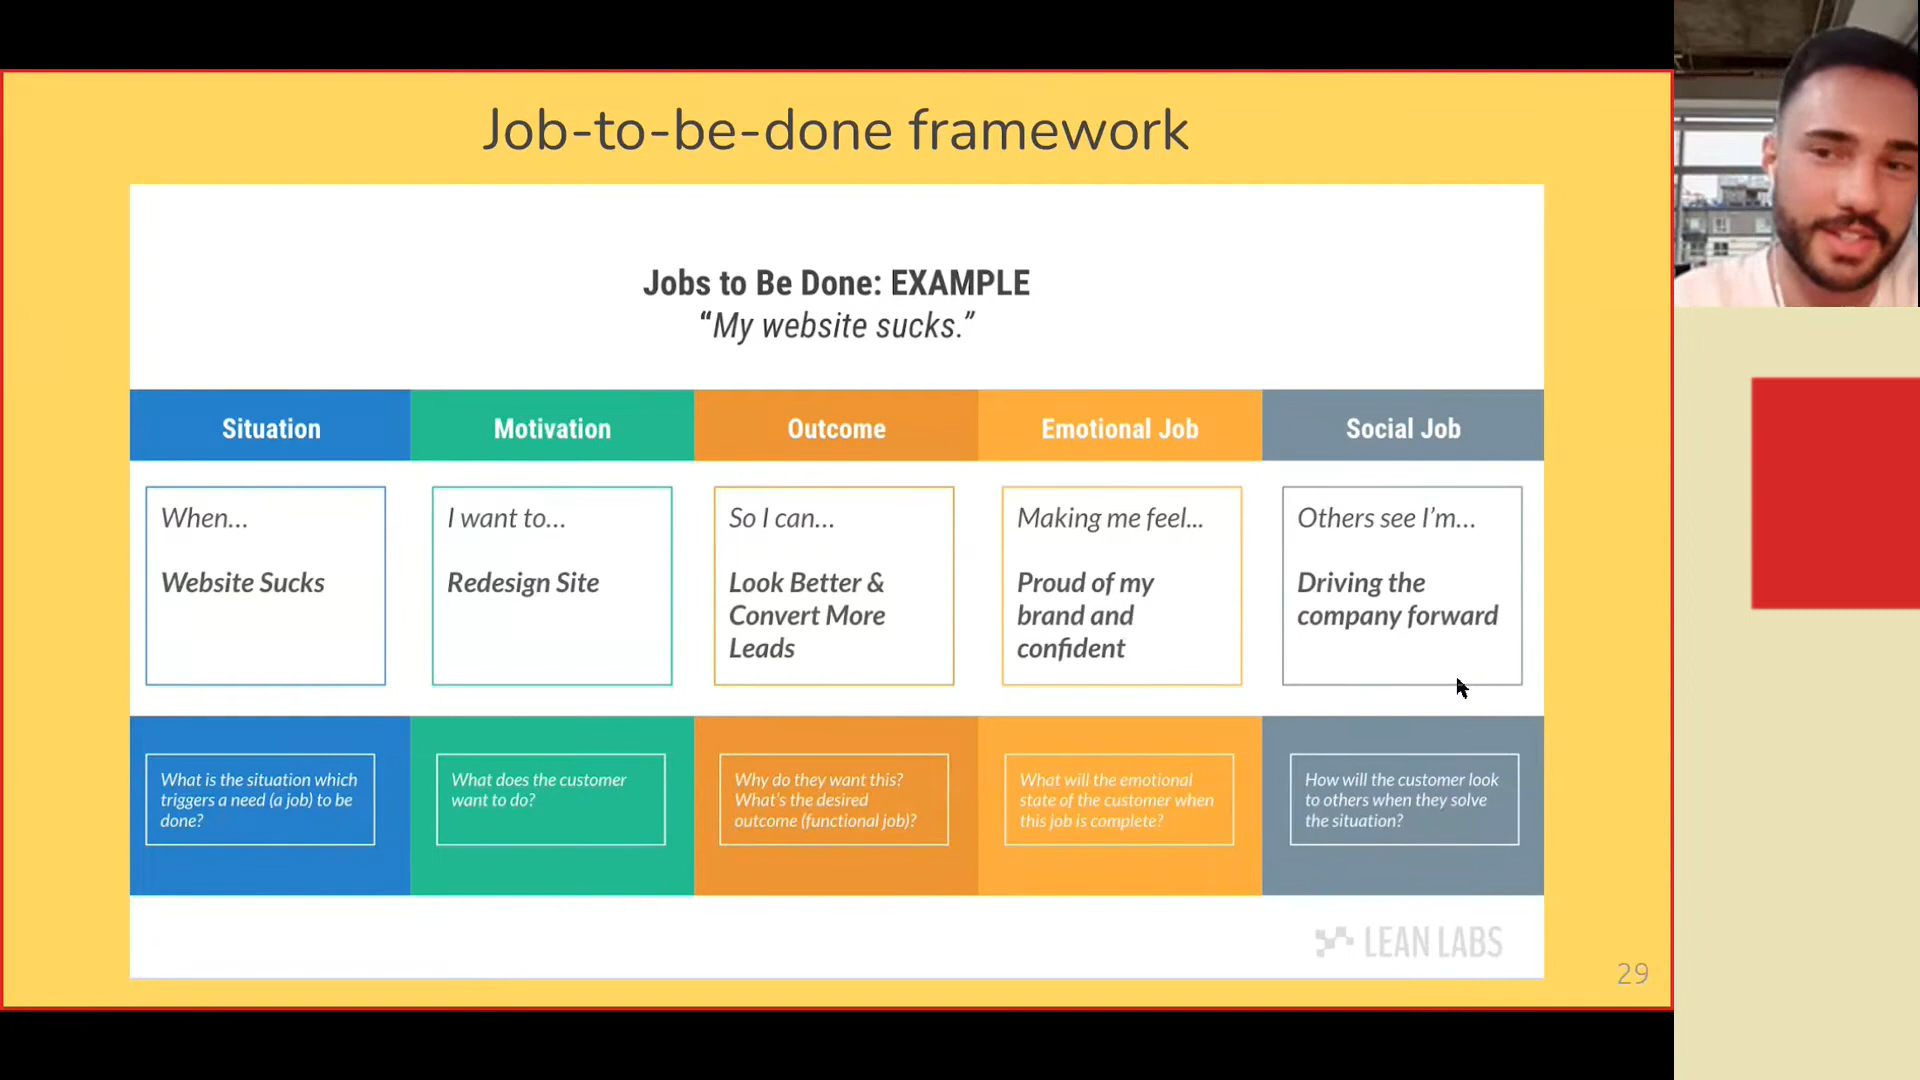 Job-to-be-done framework
Jobs to Be Done: EXAMPLE
“My website sucks.”
Situation
Motivation
Outcome
Emotional Job
Social Job
When...
Website Sucks
I want to...
Redesign Site
So I can...
Look Better &
Convert More
Leads
Making me feel...
Proud of my
brand and
confident
Others see I’m...
Driving the
company forward
What is the situation which
triggers a need (a job) to be
done?
What does the customer
want to do?
Why do they want this?
What’s the desired
outcome (functional job)?
What will the emotional
state of the customer when
this job is complete?
How will the customer look
to others when they solve
the situation?
LEAN LABS
29